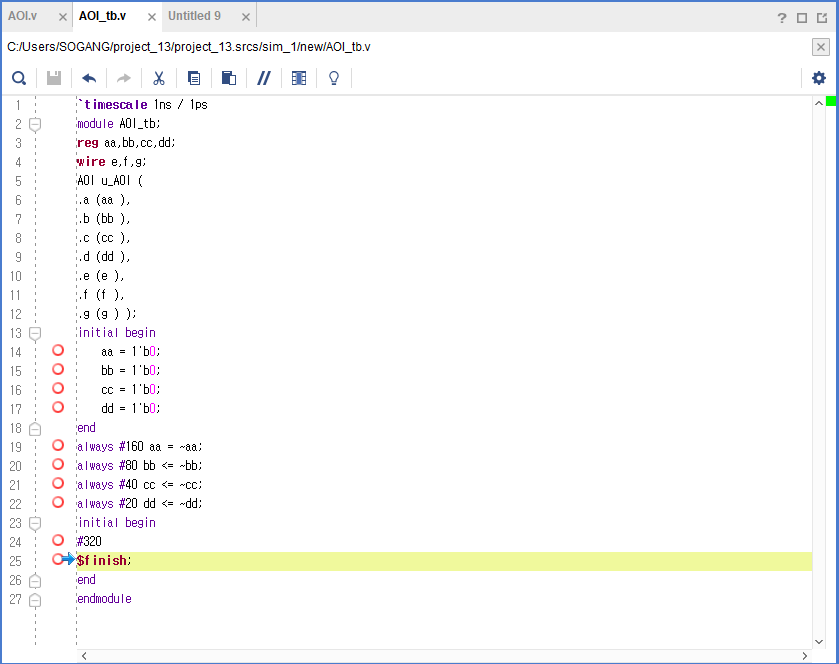 AOI.v × AOI_tb.v × Untitled 9 ×
C:/Users/SOGANG/project_13/project_13.srcs/sim_1/new/AOI_tb.v
1 `timescale 1ns / 1ps
2 module AOI_tb;
3 reg aa,bb,cc,dd;
4 wire e,f,g;
5 AOI u_AOI (
6 .a (aa ),
7 .b (bb ),
8 .c (cc ),
9 .d (dd ),
10 .e (e ),
11 .f (f ),
12 .g (g ) );
13 initial begin
14 aa = 1'b0;
15 bb = 1'b0;
16 cc = 1'b0;
17 dd = 1'b0;
18 end
19 always #160 aa = ~aa;
20 always #80 bb <= ~bb;
21 always #40 cc <= ~cc;
22 always #20 dd <= ~dd;
23 initial begin
24 #320
25 $finish;
26 end
27 endmodule